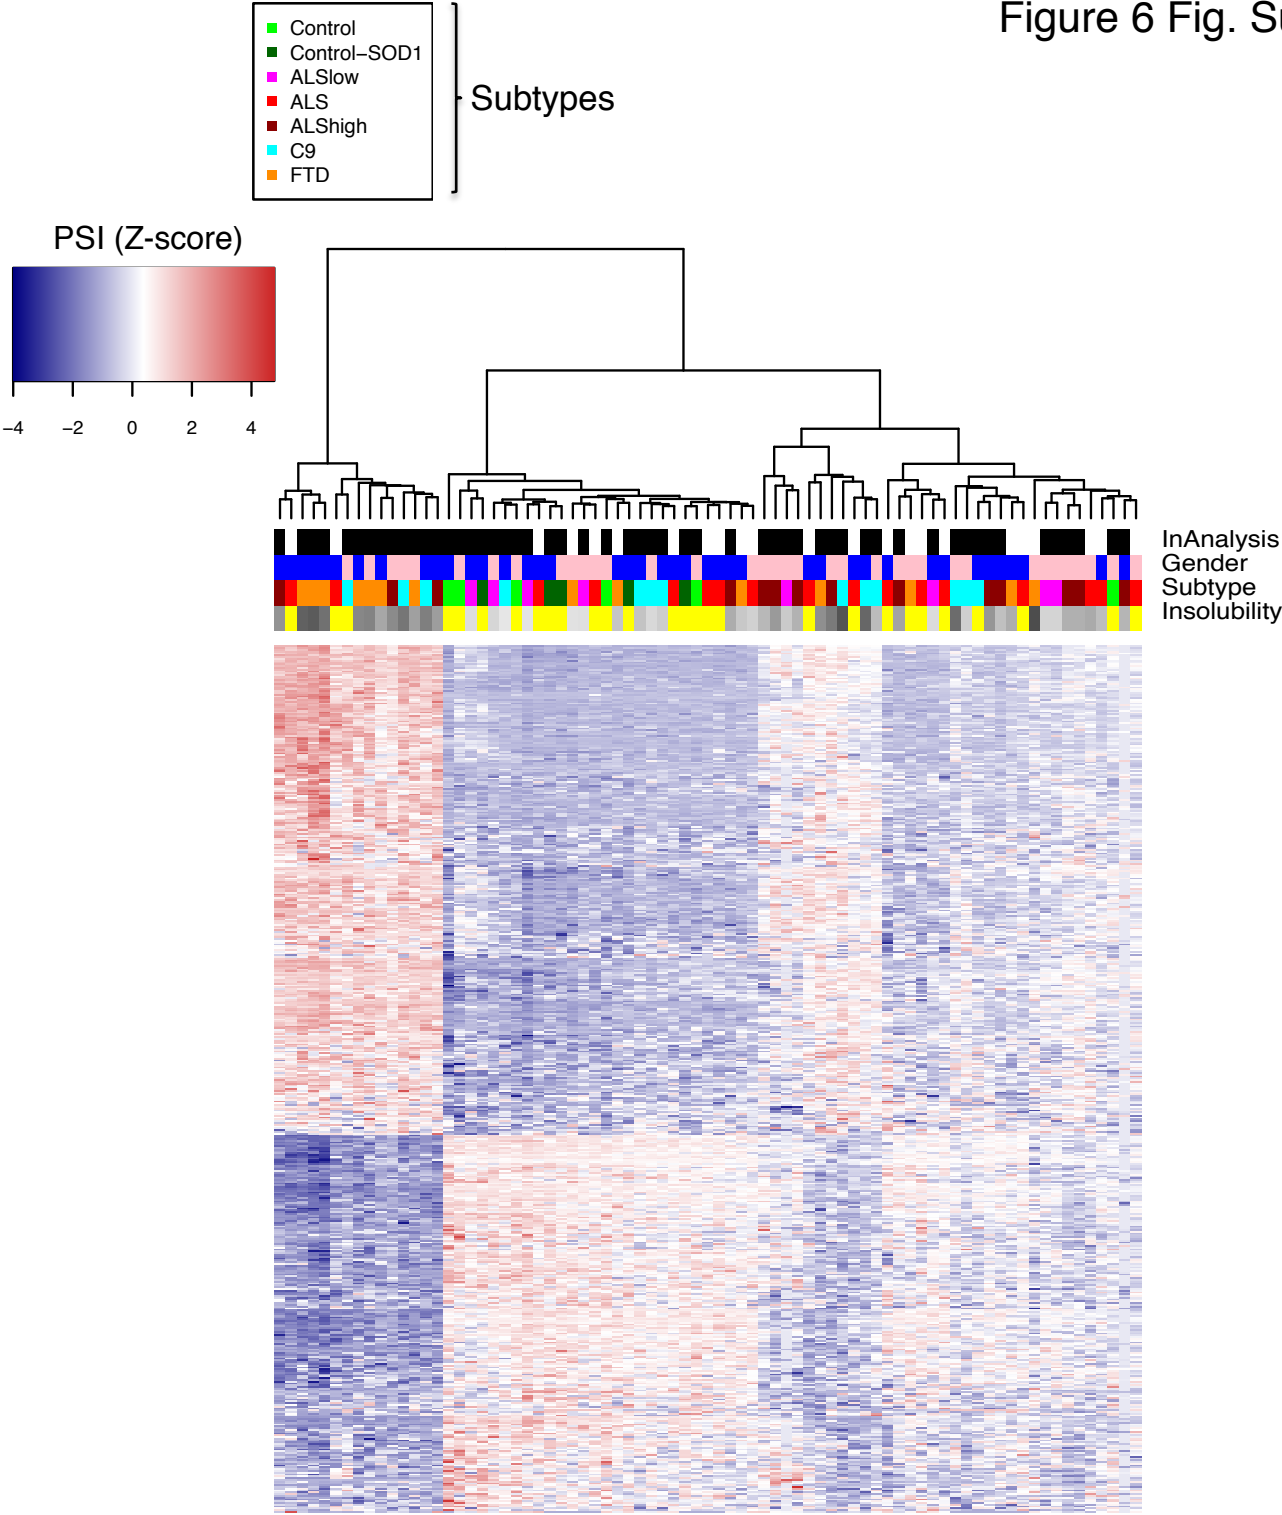 Figure 6 Fig. Su
Control
Control−SOD1
ALSlow
ALS
ALShigh
C9
FTD
Subtypes
PSI (Z-score)
−4 −2 0 2 4
InAnalysis
Gender
Subtype
Insolubility